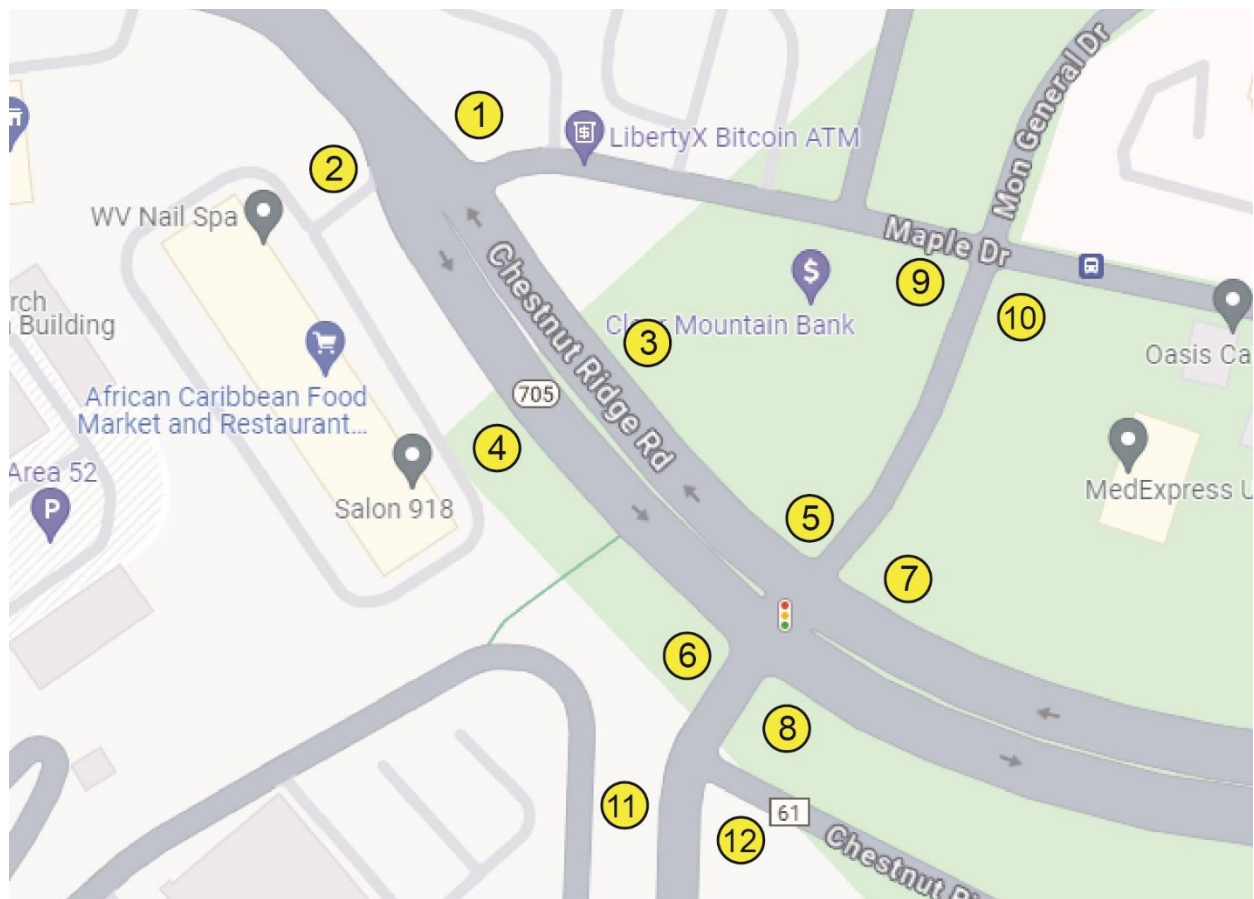 1
Mon General Dr
LibertyX Bitcoin ATM
2
WV Nail Spa
Maple Dr
9
10
Chestnut Ridge Rd
3
Building
Oasis Ca
705
African Caribbean Food
Market and Restaurant...
4
Area 52
P
Salon 918
MedExpress U
5
7
6
8
11
61
12
Chestnut Ri
Mountain Bank
$
$